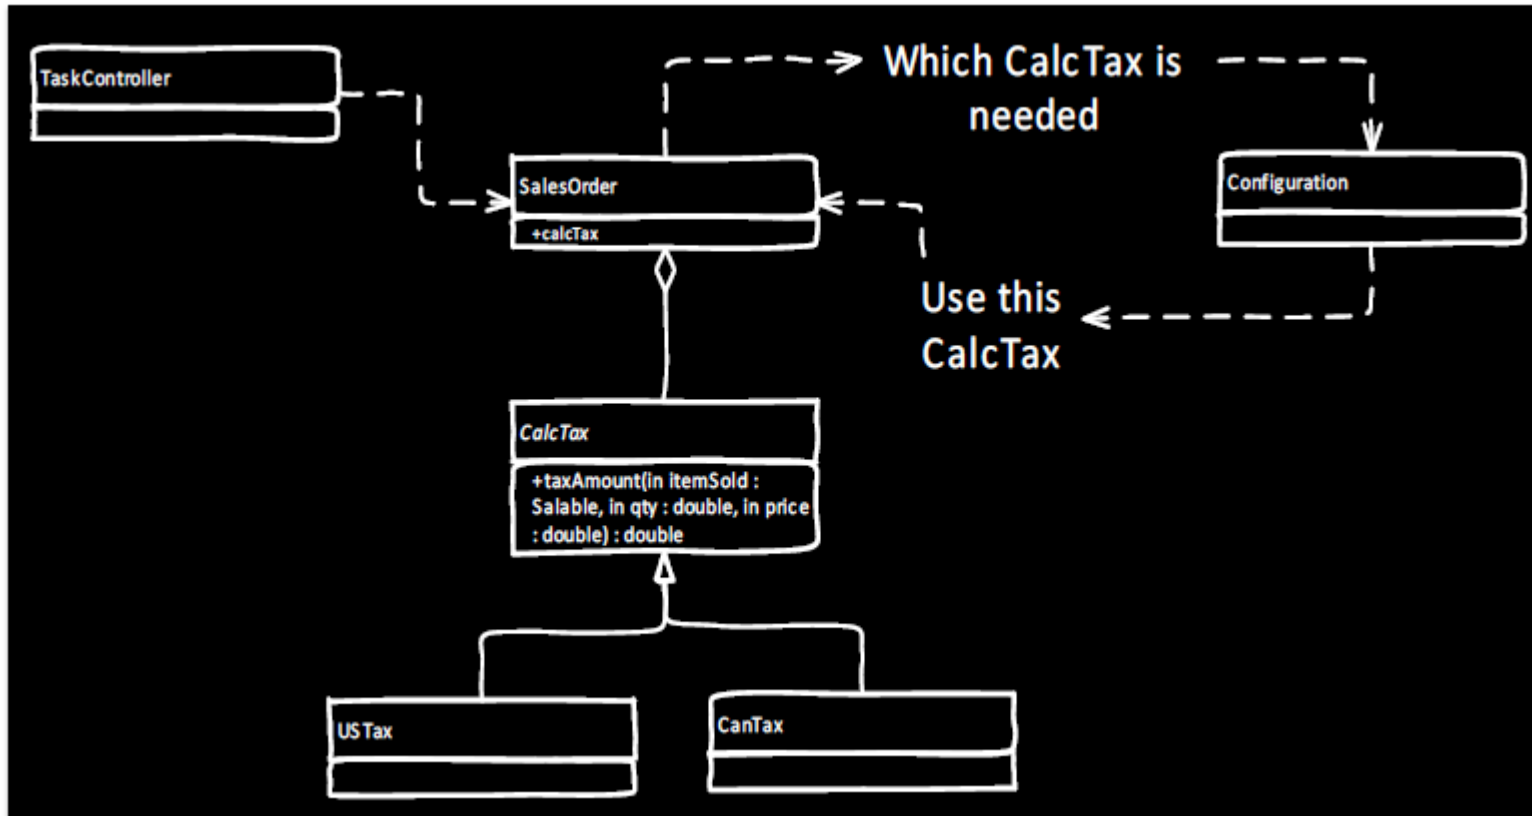 TaskController
Which CalcTax is
needed
SalesOrder
+calcTax
Configuration
Use this
CalcTax
CalcTax
+taxAmount(in itemSold :
Salable, in qty : double, in price
: double) : double
USTax
CanTax